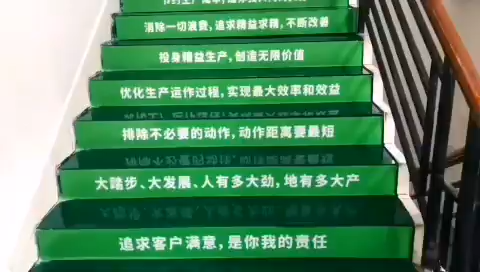 消除一切浪费,追求精益求精,不断改善
投身精益生产,创造无限价值
优化生产运作过程,实现最大效率和效益
排除不必要的动作,动作距离要最短
大踏步、大发展、人有多大劲,地有多大产
追求客户满意,是你我的责任